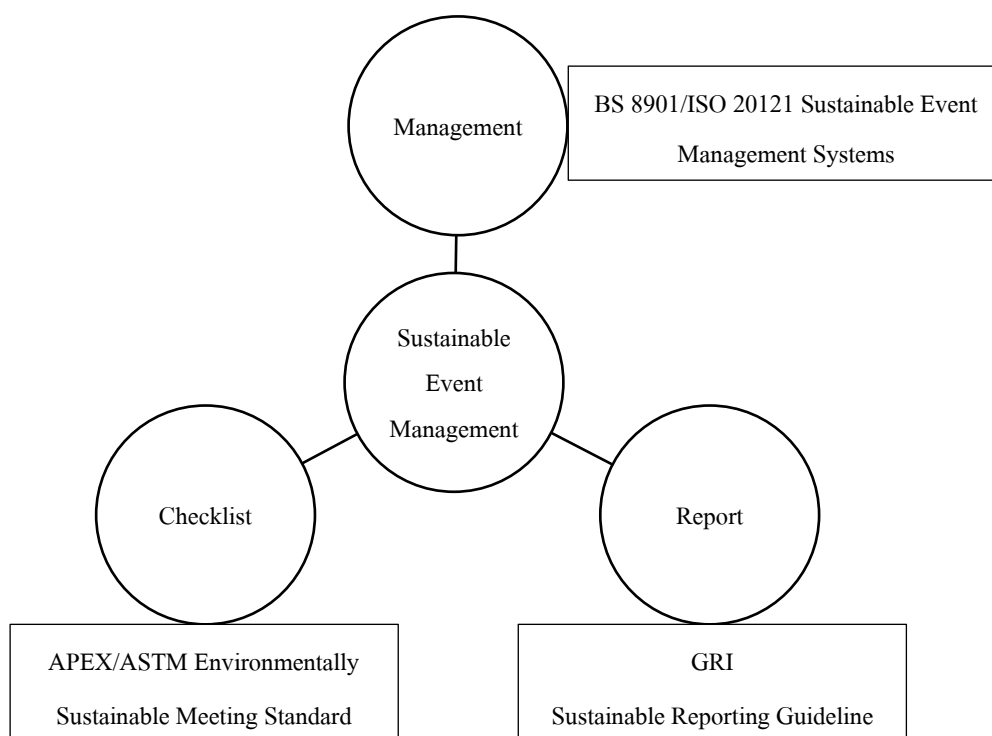 Management
BS 8901/ISO 20121 Sustainable Event
Management Systems
Sustainable
Event
Management
Checklist
Report
APEX/ASTM Environmentally
Sustainable Meeting Standard
GRI
Sustainable Reporting Guideline